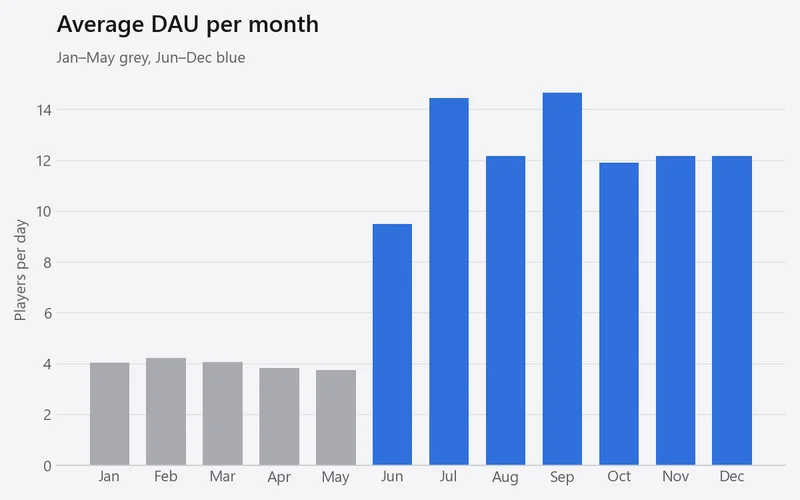 Average DAU per month
Jan–May grey, Jun–Dec blue
Players per day
14
12
10
8
6
4
2
0
Jan Feb Mar Apr May Jun Jul Aug Sep Oct Nov Dec